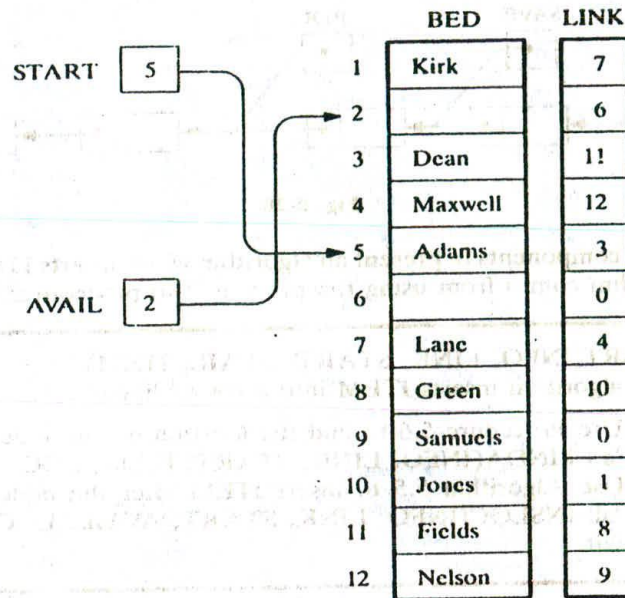 BED LINK
START 5
1 Kirk 7
2 6
3 Dean 11
4 Maxwell 12
5 Adams 3
AVAIL 2
6 0
7 Lane 4
8 Green 10
9 Samuels 0
10 Jones 1
11 Fields 8
12 Nelson 9